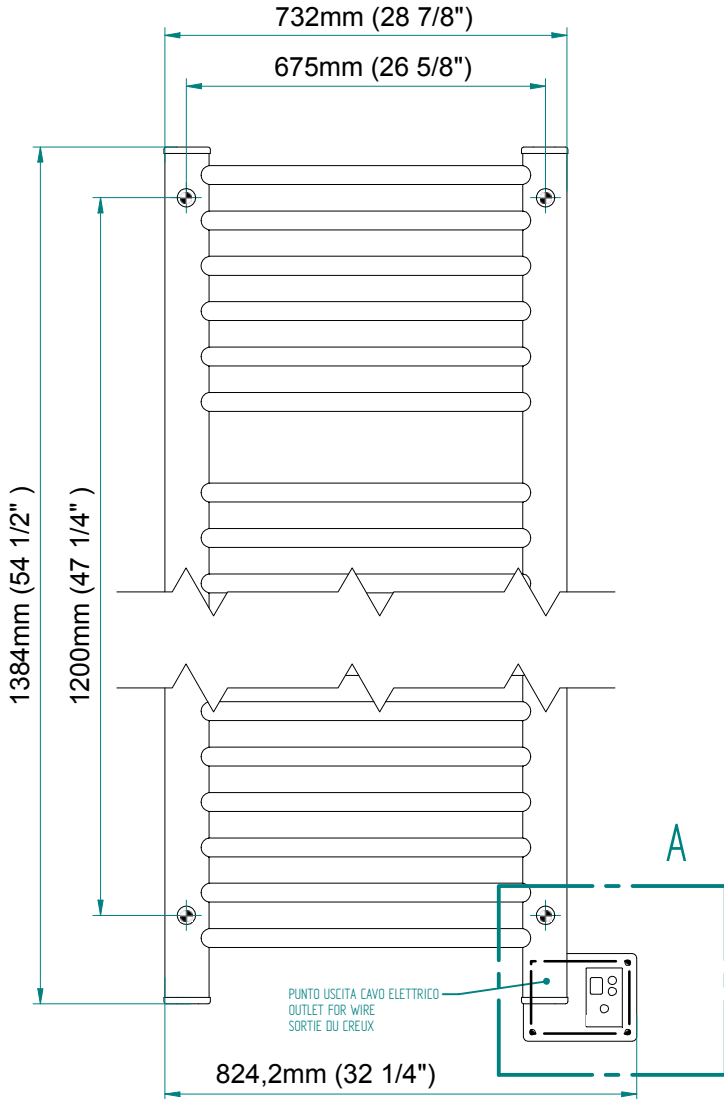 732mm (28 7/8")
675mm (26 5/8")
1384mm (54 1/2" )
1200mm (47 1/4" )
A
PUNTO USCITA CAVO ELETTRICO
OUTLET FOR WIRE
SORTIE DU CREUX
824,2mm (32 1/4")